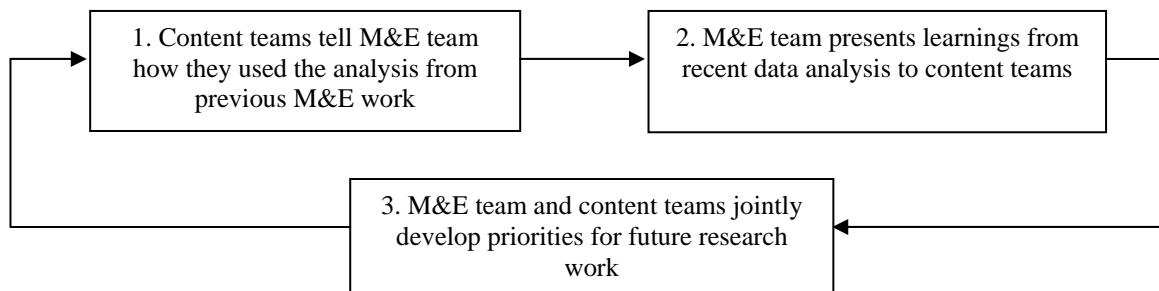 1. Content teams tell M&E team
how they used the analysis from
previous M&E work
2. M&E team presents learnings from
recent data analysis to content teams
3. M&E team and content teams jointly
develop priorities for future research
work